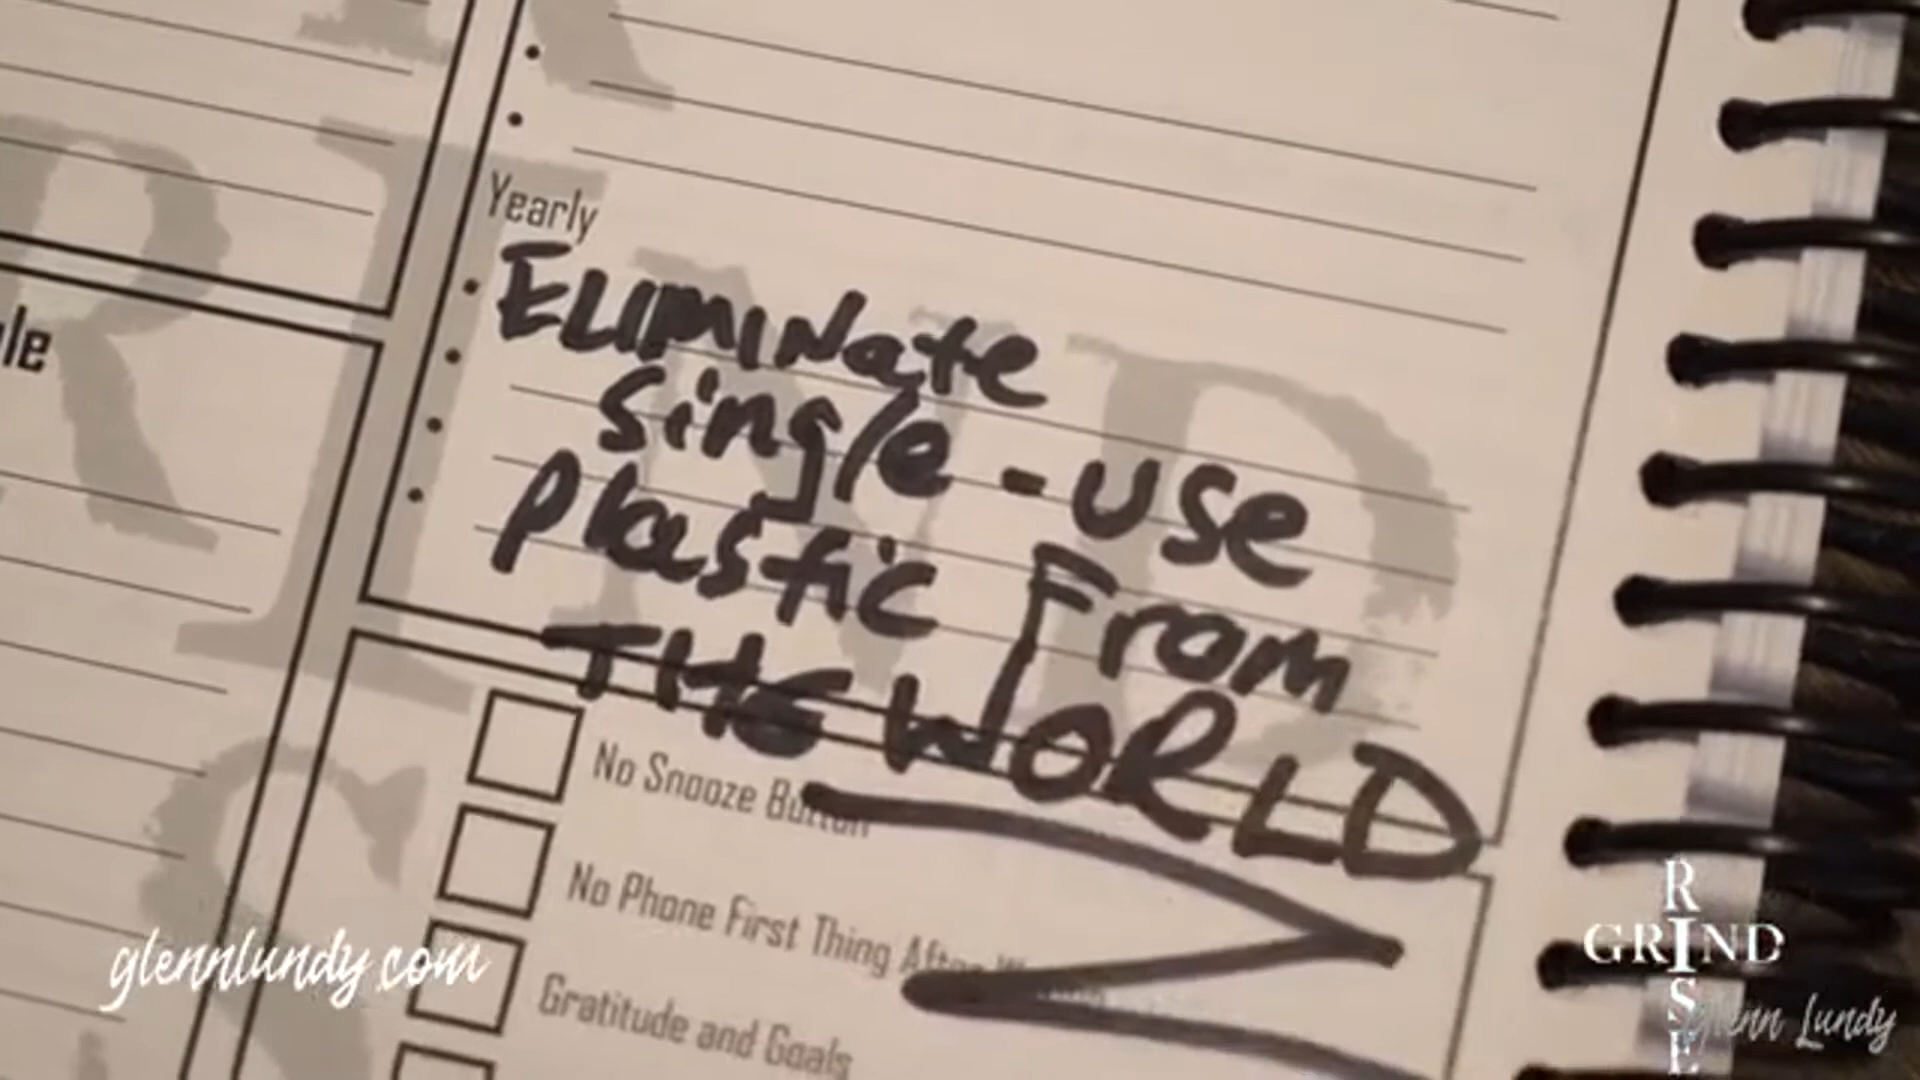 Yearly
ELIMINate
single-use
plastic From
THE WORLD
No Snooze Button
No Phone First Thing After
Gratitude and Goals
glennlundy.com
RISE
GRIND
Glenn Lundy